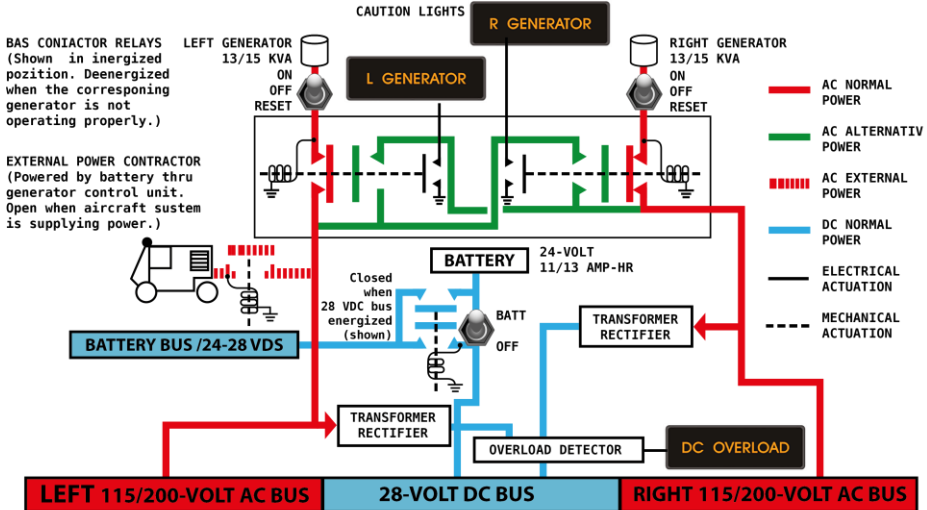 CAUTION LIGHTS
R GENERATOR
L GENERATOR
BAS CONIACTOR RELAYS
(Shown in inergized
pozition. Deenergized
when the corresponing
generator is not
operating properly.)
LEFT GENERATOR
13/15 KVA
ON
OFF
RESET
RIGHT GENERATOR
13/15 KVA
ON
OFF
RESET
AC NORMAL
POWER
AC ALTERNATIV
POWER
AC EXTERNAL
POWER
DC NORMAL
POWER
ELECTRICAL
ACTUATION
MECHANICAL
ACTUATION
EXTERNAL POWER CONTRACTOR
(Powered by battery thru
generator control unit.
Open when aircraft sustem
is supplying power.)
BATTERY
24-VOLT
11/13 AMP-HR
Closed
when
28 VDC bus
energized
(shown)
BATT
OFF
BATTERY BUS /24-28 VDS
TRANSFORMER
RECTIFIER
TRANSFORMER
RECTIFIER
OVERLOAD DETECTOR
DC OVERLOAD
LEFT 115/200-VOLT AC BUS
28-VOLT DC BUS
RIGHT 115/200-VOLT AC BUS